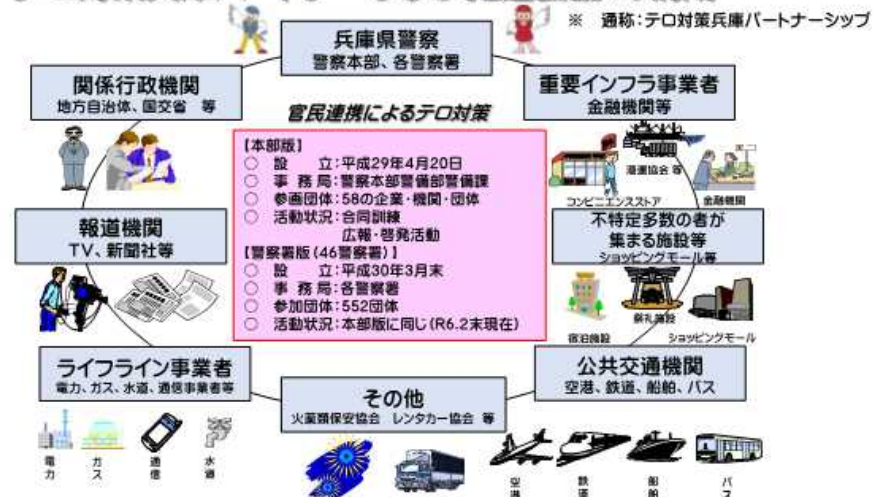 ※ 通称:テロ対策兵庫パートナーシップ
兵庫県警察
警察本部、各警察署
関係行政機関
地方自治体、国交省 等
重要インフラ事業者
金融機関等
官民連携によるテロ対策
【本部版】
○ 設 立:平成29年4月20日
○ 事 務 局:警察本部警備部警備課
○ 参画団体:58の企業・機関・団体
○ 活動状況:合同訓練
広報・啓発活動
【警察署版(46警察署)】
○ 設 立:平成30年3月末
○ 事 務 局:各警察署
○ 参加団体:552団体
○ 活動状況:本部版に同じ(R6.2末現在)
港運協会 等
コンビニエンスストア
金融機関
報道機関
TV、新聞社等
不特定多数の者が
集まる施設等
ショッピングモール等
宿泊施設
祭礼施設
ショッピングモール
ライフライン事業者
電力、ガス、水道、通信事業者等
その他
火薬類保安協会 レンタカー協会 等
公共交通機関
空港、鉄道、船舶、バス
電力
ガス
通信
水道
空港
鉄道
船舶
バス